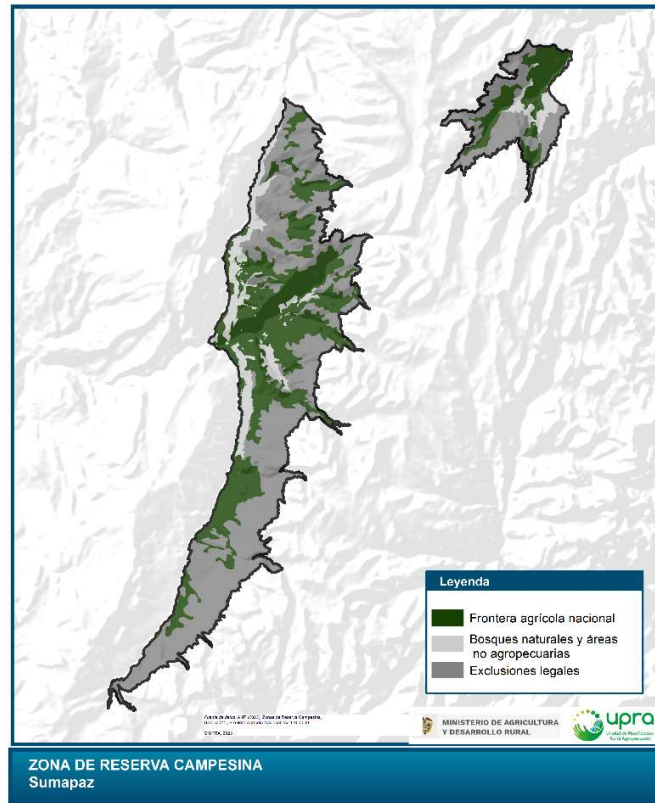 Leyenda
Frontera agrícola nacional
Bosques naturales y áreas
no agropecuarias
Exclusiones legales
MINISTERIO DE AGRICULTURA
Y DESARROLLO RURAL
upra
ZONA DE RESERVA CAMPESINA
Sumapaz